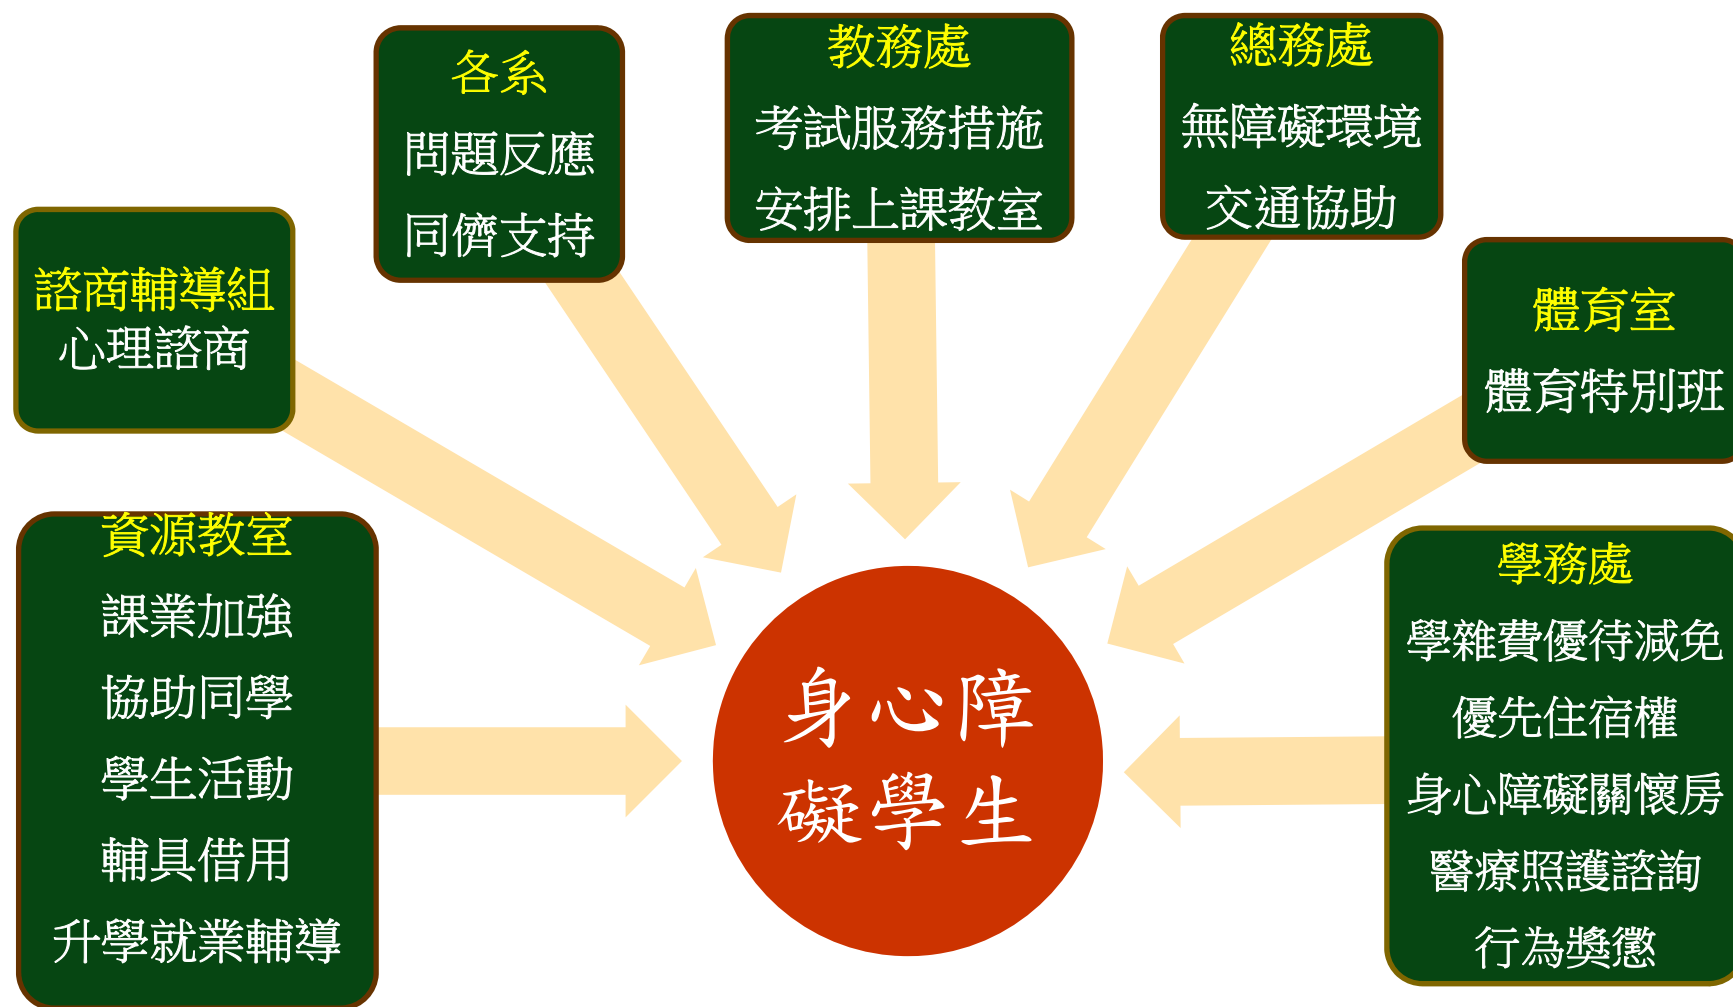 各系
問題反應
同儕支持
教務處
考試服務措施
安排上課教室
總務處
無障礙環境
交通協助
諮商輔導組
心理諮商
體育室
體育特別班
資源教室
課業加強
協助同學
學生活動
輔具借用
升學就業輔導
學務處
學雜費優待減免
優先住宿權
身心障礙關懷房
醫療照護諮詢
行為獎懲
身心障
礙學生